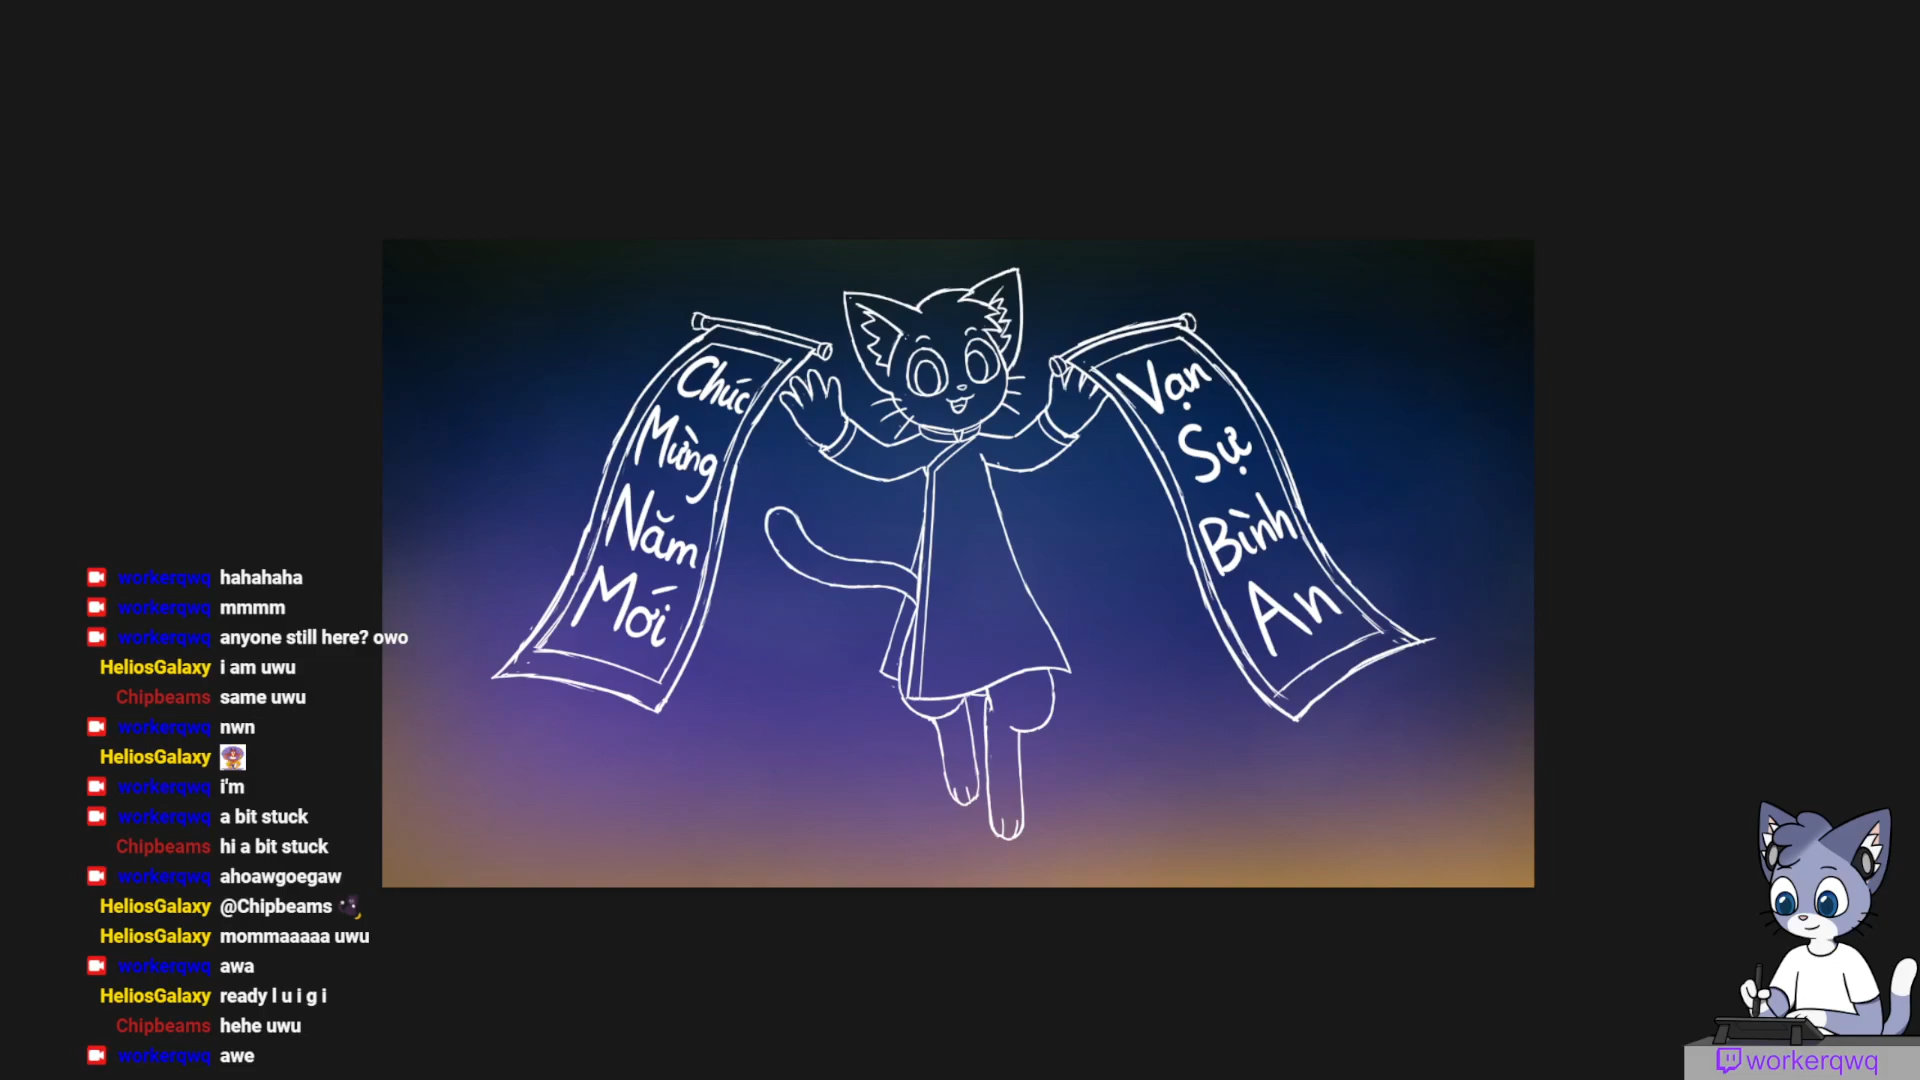 Chúc
Mừng
Năm
Mới
Vạn
Sự
Bình
An
workerqwq hahahaha
workerqwq mmmm
workerqwq anyone still here? owo
HeliosGalaxy i am uwu
Chipbeams same uwu
workerqwq nwn
HeliosGalaxy
workerqwq i'm
workerqwq a bit stuck
Chipbeams hi a bit stuck
workerqwq ahoawgoegaw
HeliosGalaxy @Chipbeams
HeliosGalaxy mommaaaaa uwu
workerqwq awa
HeliosGalaxy ready l u i g i
Chipbeams hehe uwu
workerqwq awe
workerqwq